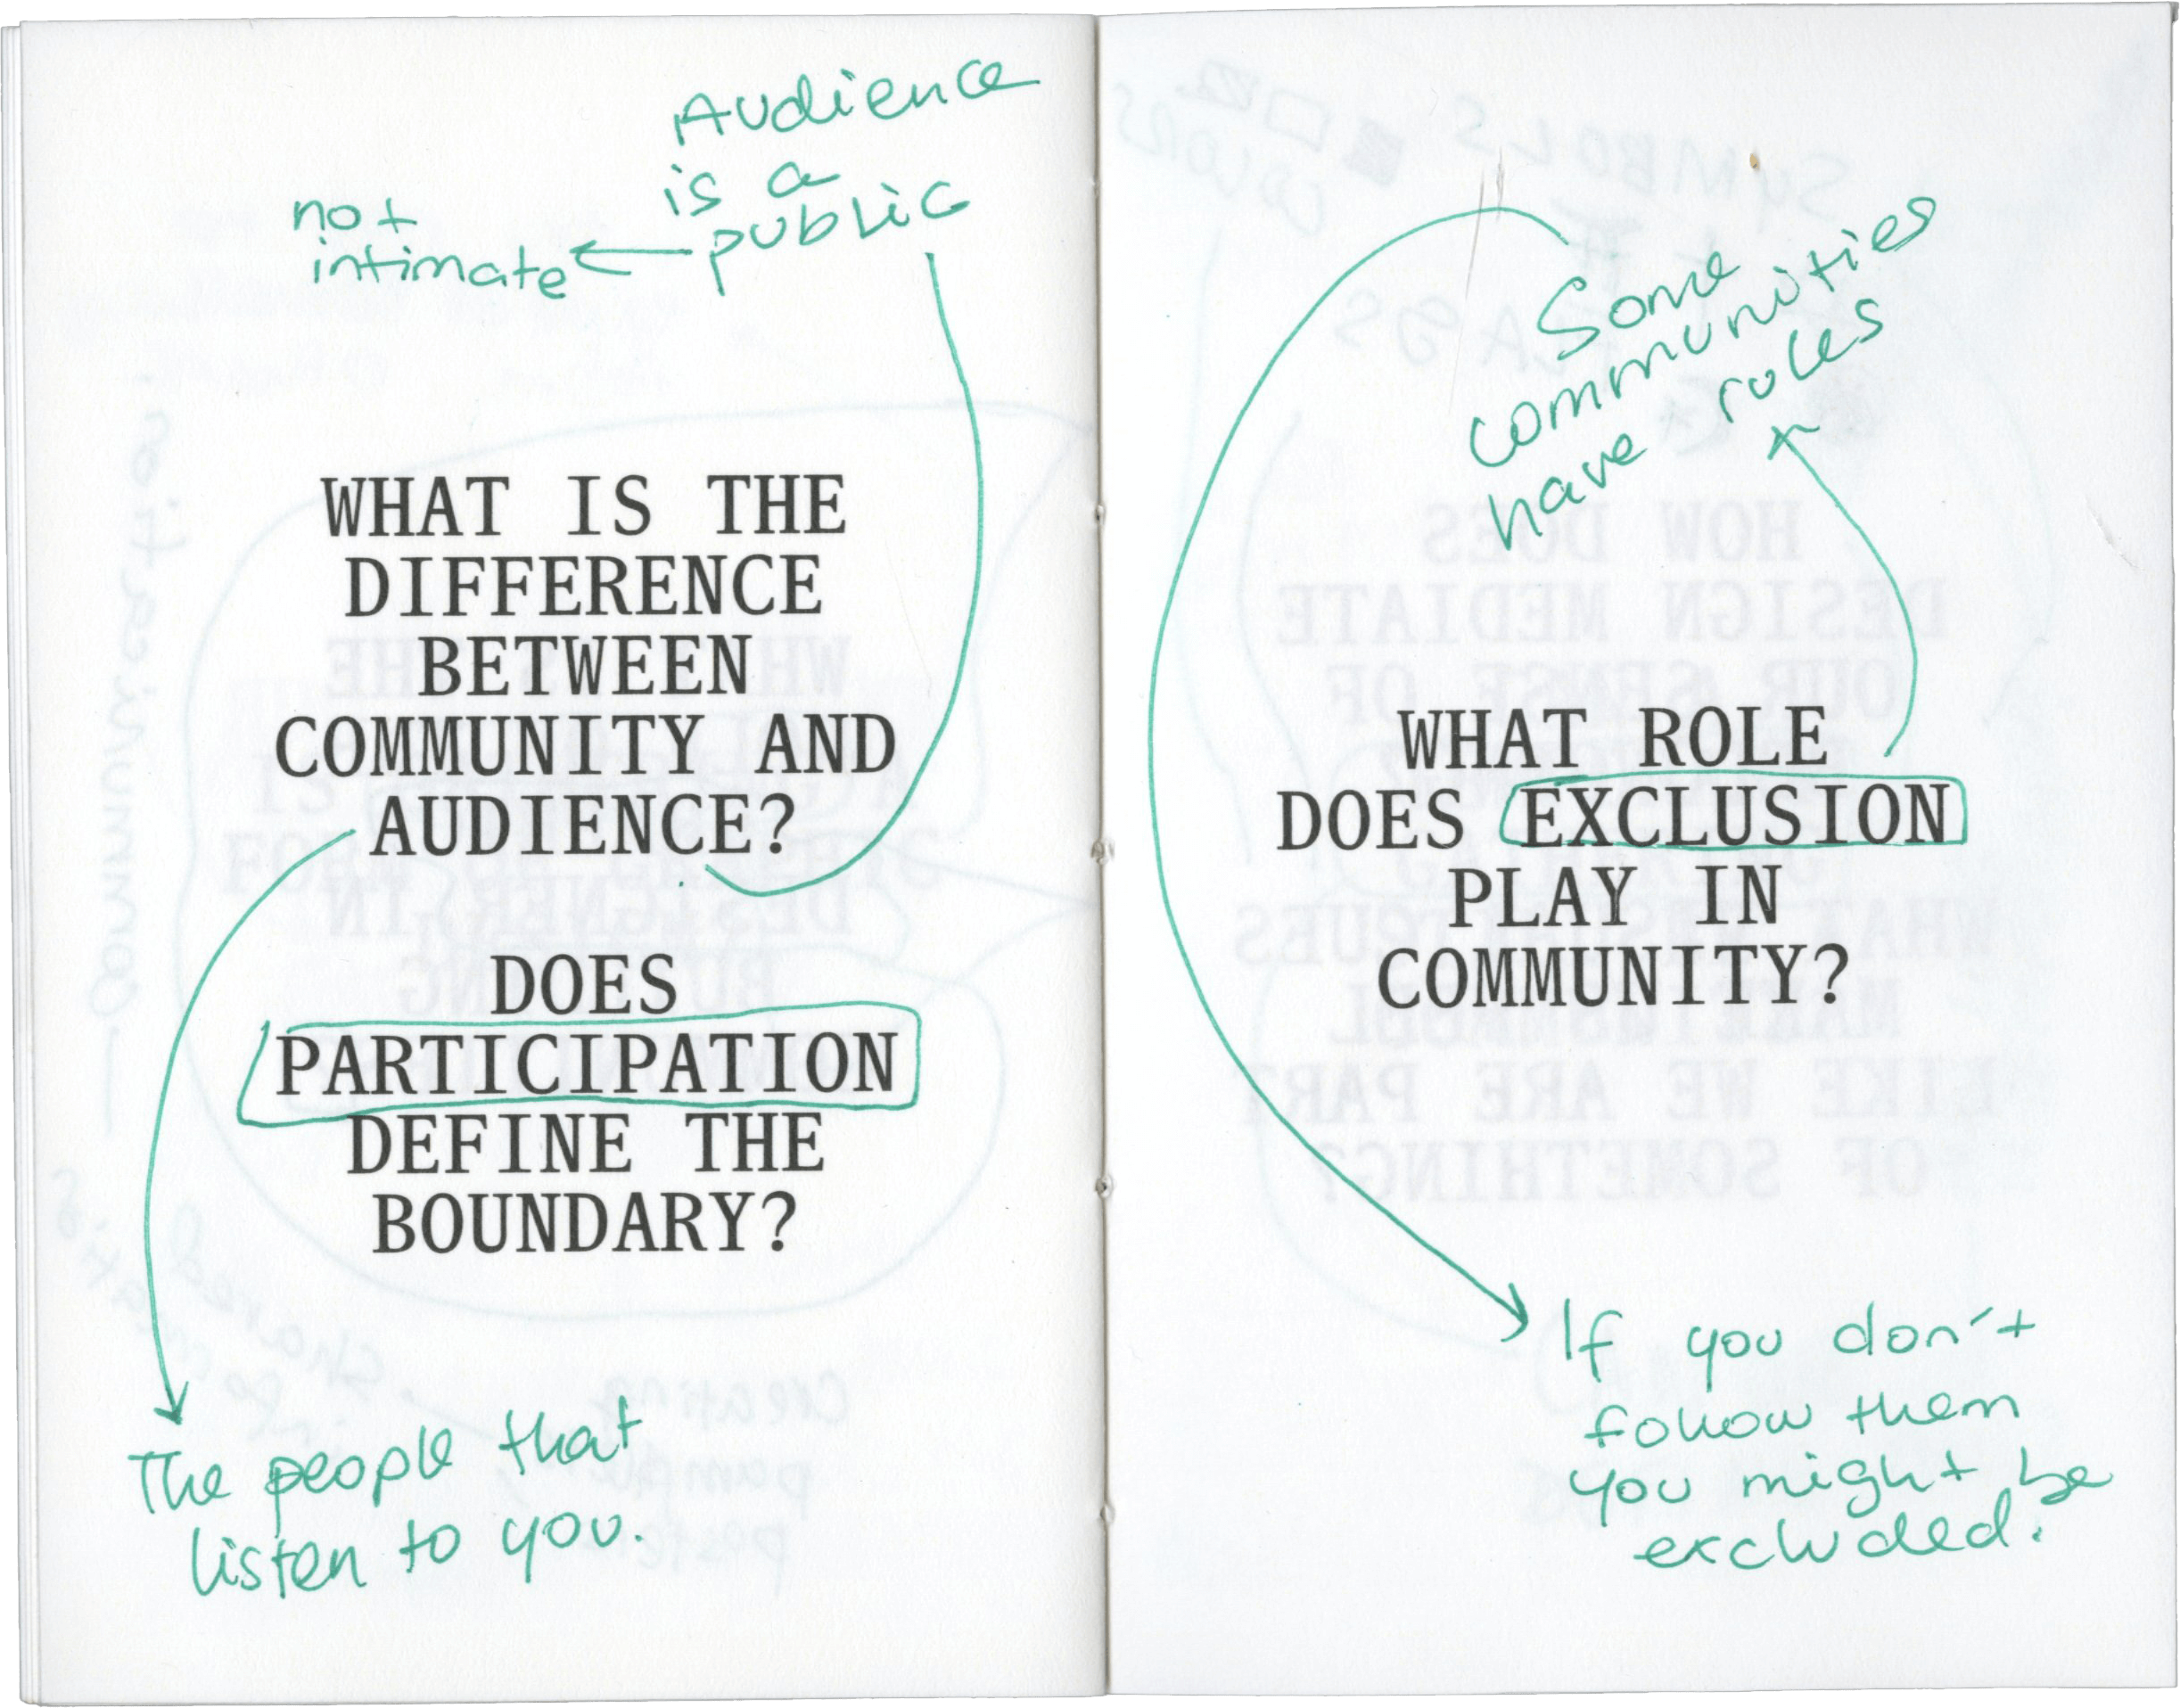 Audience
is a
public
not
intimate
WHAT IS THE
DIFFERENCE
BETWEEN
COMMUNITY AND
AUDIENCE?
DOES
PARTICIPATION
DEFINE THE
BOUNDARY?
The people that
listen to you.
Some
communities
have rules
WHAT ROLE
DOES EXCLUSION
PLAY IN
COMMUNITY?
If you don't
follow them
you might be
excluded.